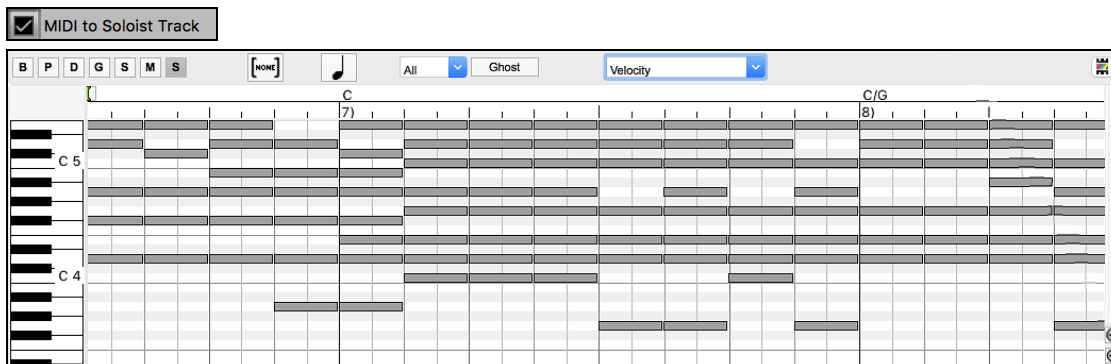 MIDI to Soloist Track
B P D G S M S [NONE] All Ghost Velocity
C C/G
7) 8)
C 5
C 4